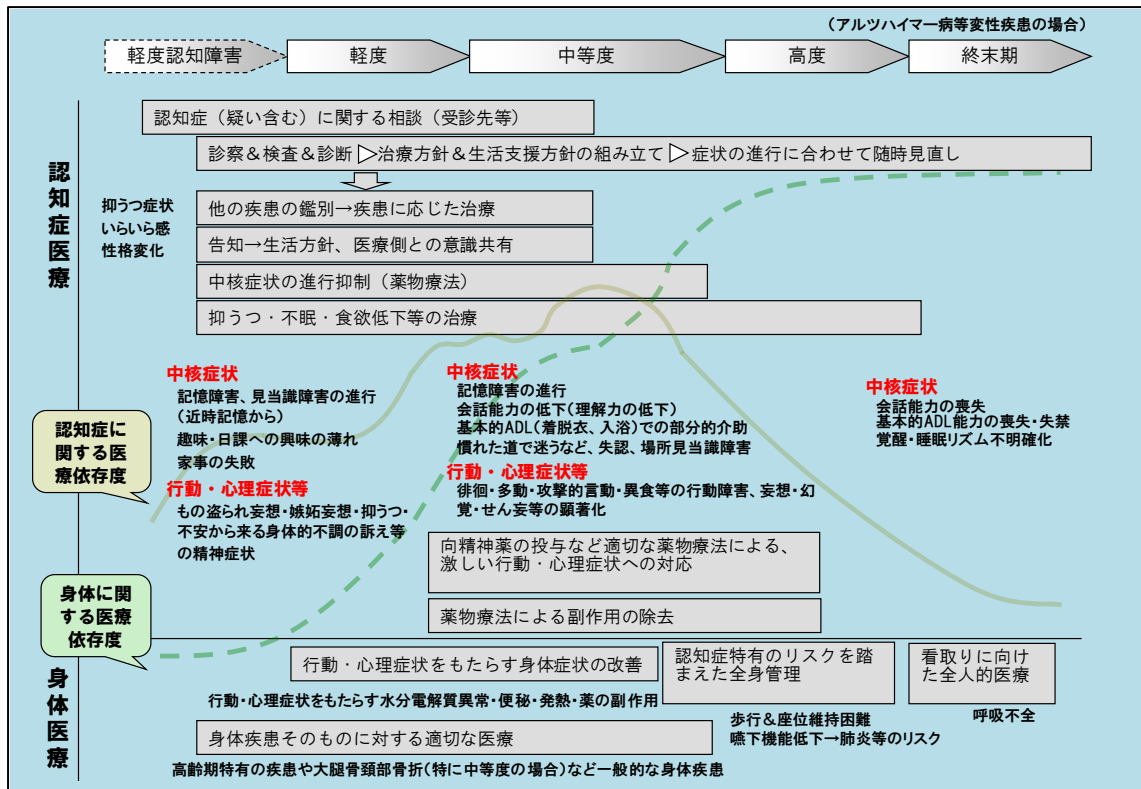 (アルツハイマー病等変性疾患の場合)
軽度認知障害
軽度
中等度
高度
終末期
認知症医療
認知症(疑い含む)に関する相談(受診先等)
診察&検査&診断▷治療方針&生活支援方針の組み立て▷症状の進行に合わせて随時見直し
抑うつ症状
いらいら感
性格変化
他の疾患の鑑別→疾患に応じた治療
告知→生活方針、医療側との意識共有
中核症状の進行抑制(薬物療法)
抑うつ・不眠・食欲低下等の治療
中核症状
記憶障害、見当識障害の進行
(近時記憶から)
趣味・日課への興味の薄れ
家事の失敗
行動・心理症状等
もの盗られ妄想・嫉妬妄想・抑うつ・
不安から来る身体的不調の訴え等
の精神症状
中核症状
記憶障害の進行
会話能力の低下(理解力の低下)
基本的ADL(着脱衣、入浴)での部分的介助
慣れた道で迷うなど、失認、場所見当識障害
行動・心理症状等
徘徊・多動・攻撃的言動・異食等の行動障害、妄想・幻
覚・せん妄等の顕著化
中核症状
会話能力の喪失
基本的ADL能力の喪失・失禁
覚醒・睡眠リズム不明確化
認知症に
関する医
療依存度
向精神薬の投与など適切な薬物療法による、
激しい行動・心理症状への対応
薬物療法による副作用の除去
身体に関
する医療
依存度
身体医療
行動・心理症状をもたらす身体症状の改善
行動・心理症状をもたらす水分電解質異常・便秘・発熱・薬の副作用
認知症特有のリスクを踏
まえた全身管理
歩行&座位維持困難
嚥下機能低下→肺炎等のリスク
看取りに向け
た全人的医療
呼吸不全
身体疾患そのものに対する適切な医療
高齢期特有の疾患や大腿骨頚部骨折(特に中等度の場合)など一般的な身体疾患